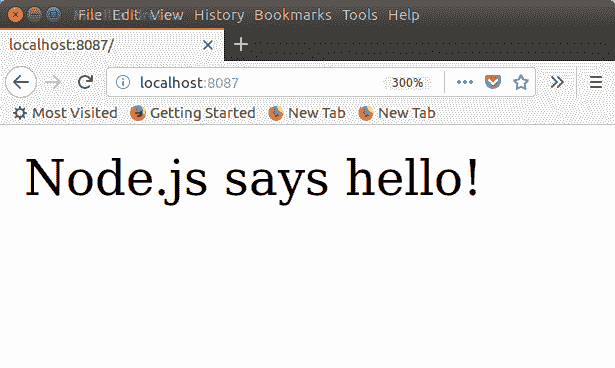 File Edit View History Bookmarks Tools Help
localhost:8087/
localhost:8087 300%
Most Visited Getting Started New Tab New Tab
Node.js says hello!